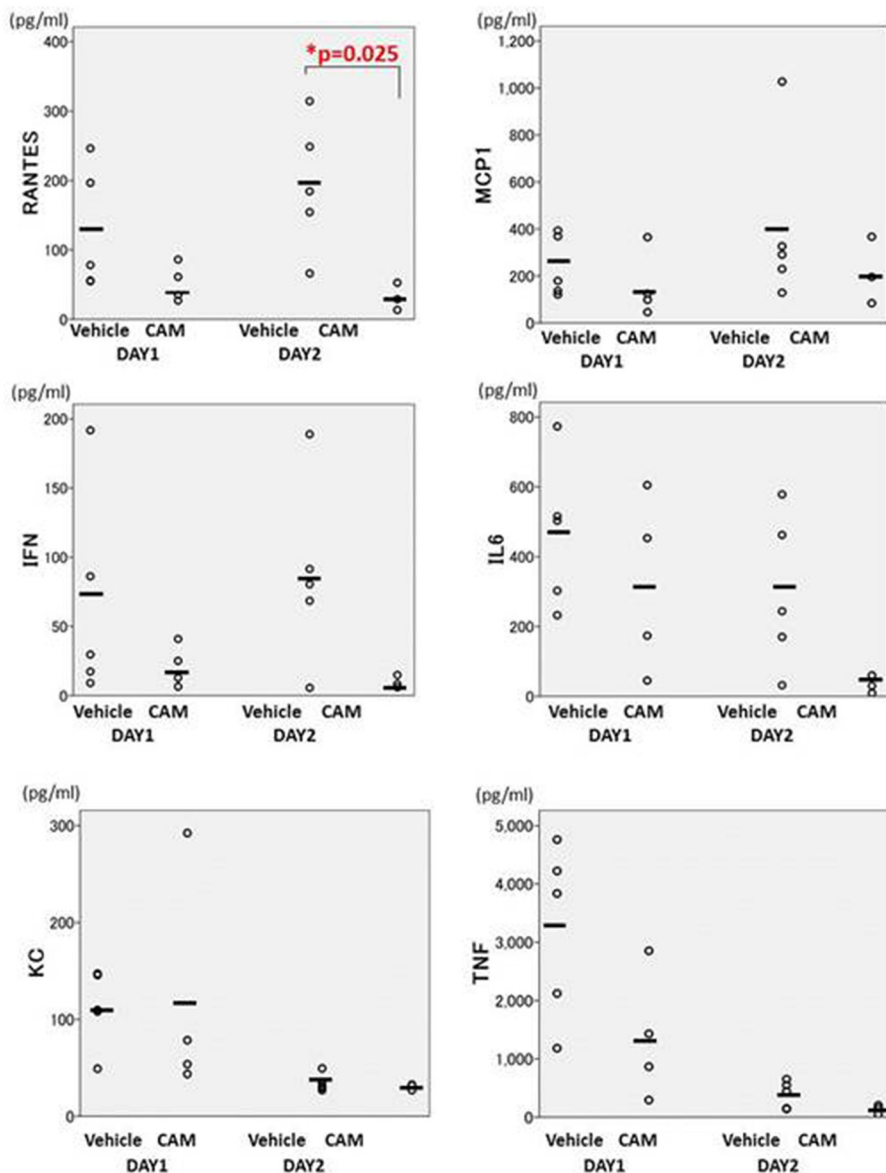 (pg/ml)
400
300
200
100
0
RANTES
*p=0.025
Vehicle CAM Vehicle CAM
DAY1 DAY2
(pg/ml)
1,200
1,000
800
600
400
200
0
MCP1
Vehicle CAM Vehicle CAM
DAY1 DAY2
(pg/ml)
200
150
100
50
0
IFN
Vehicle CAM Vehicle CAM
DAY1 DAY2
(pg/ml)
800
600
400
200
0
IL6
Vehicle CAM Vehicle CAM
DAY1 DAY2
(pg/ml)
300
200
100
0
KC
Vehicle CAM Vehicle CAM
DAY1 DAY2
(pg/ml)
5,000
4,000
3,000
2,000
1,000
0
TNF
Vehicle CAM Vehicle CAM
DAY1 DAY2